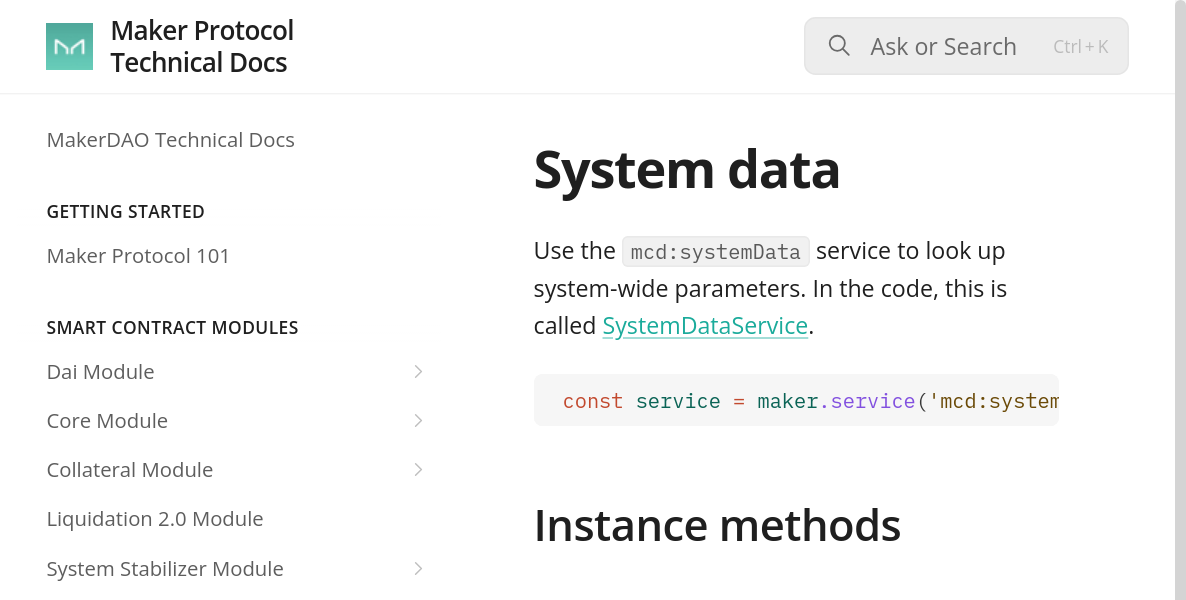 Maker Protocol
Technical Docs
Ask or Search
Ctrl + K
MakerDAO Technical Docs
GETTING STARTED
Maker Protocol 101
SMART CONTRACT MODULES
Dai Module
Core Module
Collateral Module
Liquidation 2.0 Module
System Stabilizer Module
System data
Use the mcd:systemData service to look up
system-wide parameters. In the code, this is
called SystemDataService.
const service = maker.service('mcd:system
Instance methods